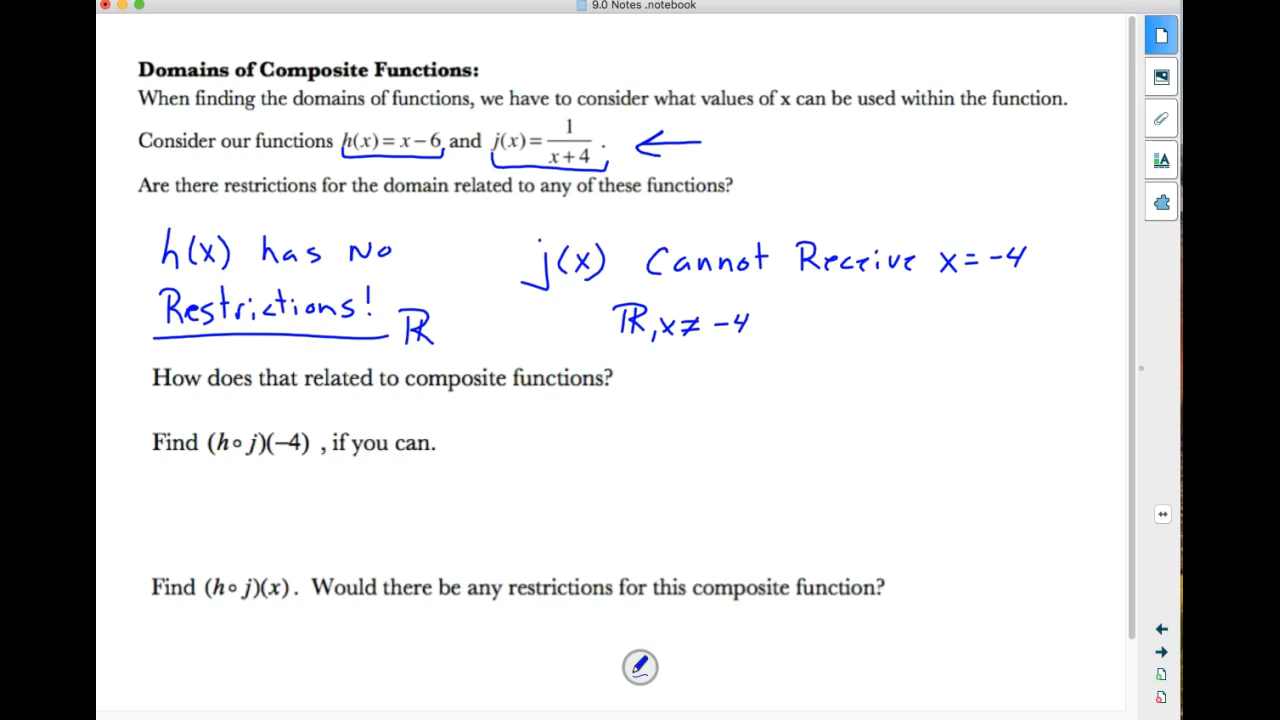 9.0 Notes .notebook
Domains of Composite Functions:
When finding the domains of functions, we have to consider what values of x can be used within the function.
Consider our functions h(x) = x − 6 and j(x) = 1/(x + 4) . ←
Are there restrictions for the domain related to any of these functions?
h(x) has No
Restrictions! ℝ
j(x) Cannot Receive x = -4
ℝ, x ≠ -4
How does that related to composite functions?
Find (h ∘ j)(−4) , if you can.
Find (h ∘ j)(x). Would there be any restrictions for this composite function?